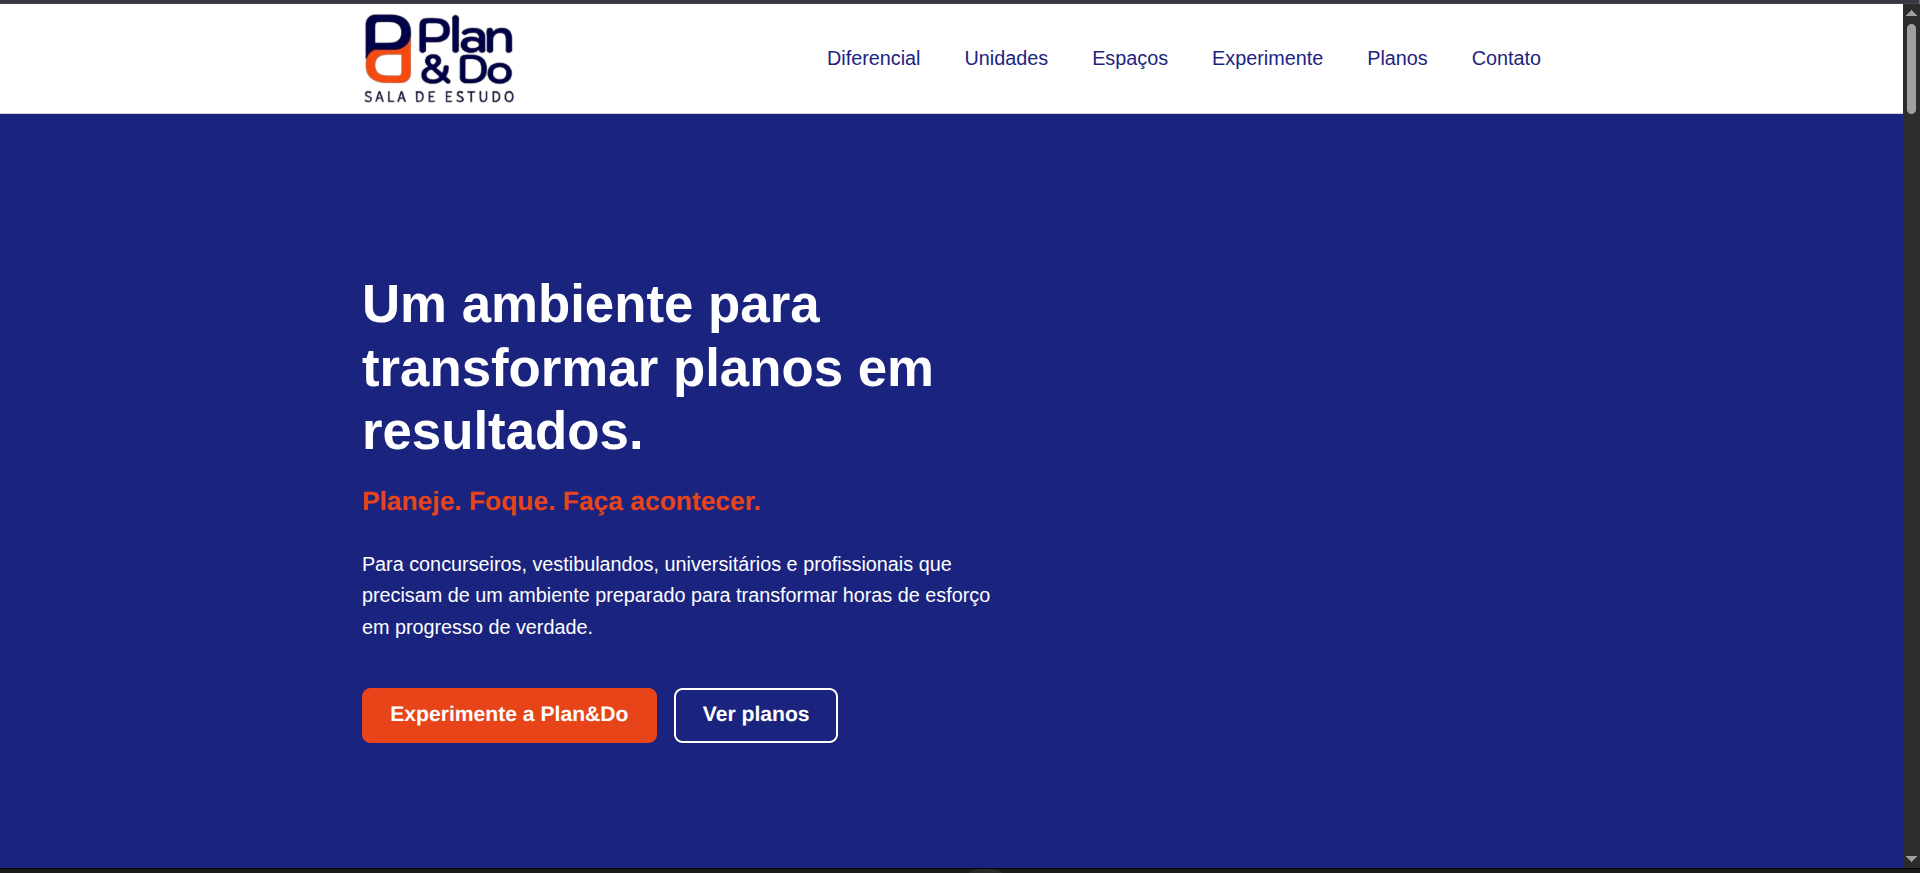 Plan
& Do
SALA DE ESTUDO
Diferencial
Unidades
Espaços
Experimente
Planos
Contato
Um ambiente para
transformar planos em
resultados.
Planeje. Foque. Faça acontecer.
Para concurseiros, vestibulandos, universitários e profissionais que
precisam de um ambiente preparado para transformar horas de esforço
em progresso de verdade.
Experimente a Plan&Do
Ver planos